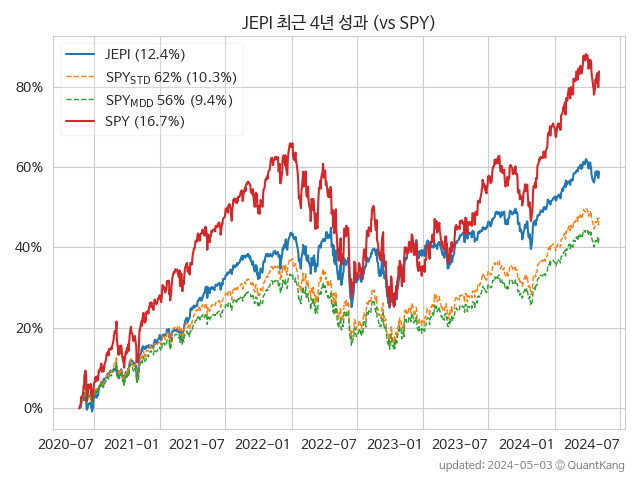 JEPI 최근 4년 성과 (vs SPY)
JEPI (12.4%)
SPY_STD 62% (10.3%)
SPY_MDD 56% (9.4%)
SPY (16.7%)
80%
60%
40%
20%
0%
2020-07 2021-01 2021-07 2022-01 2022-07 2023-01 2023-07 2024-01 2024-07
updated: 2024-05-03 © QuantKang